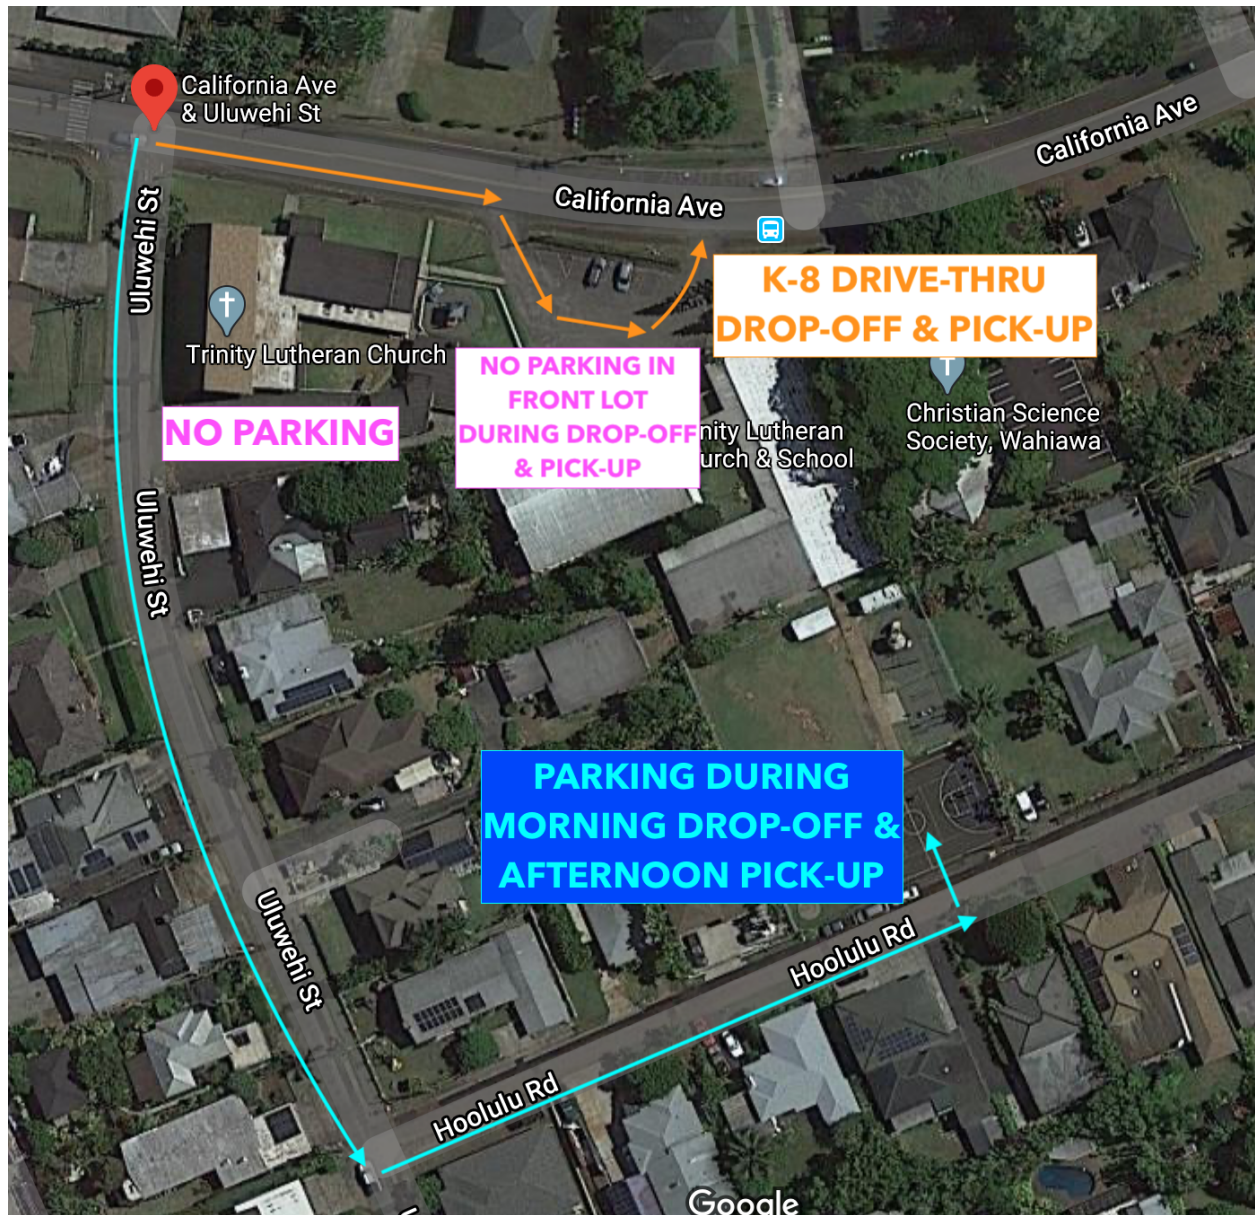 California Ave
& Uluwehi St
California Ave
California Ave
Uluwehi St
K-8 DRIVE-THRU
DROP-OFF & PICK-UP
Trinity Lutheran Church
NO PARKING IN
FRONT LOT
DURING DROP-OFF
& PICK-UP
NO PARKING
Christian Science
Society, Wahiawa
nity Lutheran
urch & School
Uluwehi St
PARKING DURING
MORNING DROP-OFF &
AFTERNOON PICK-UP
Uluwehi St
Hoolulu Rd
Hoolulu Rd
Google